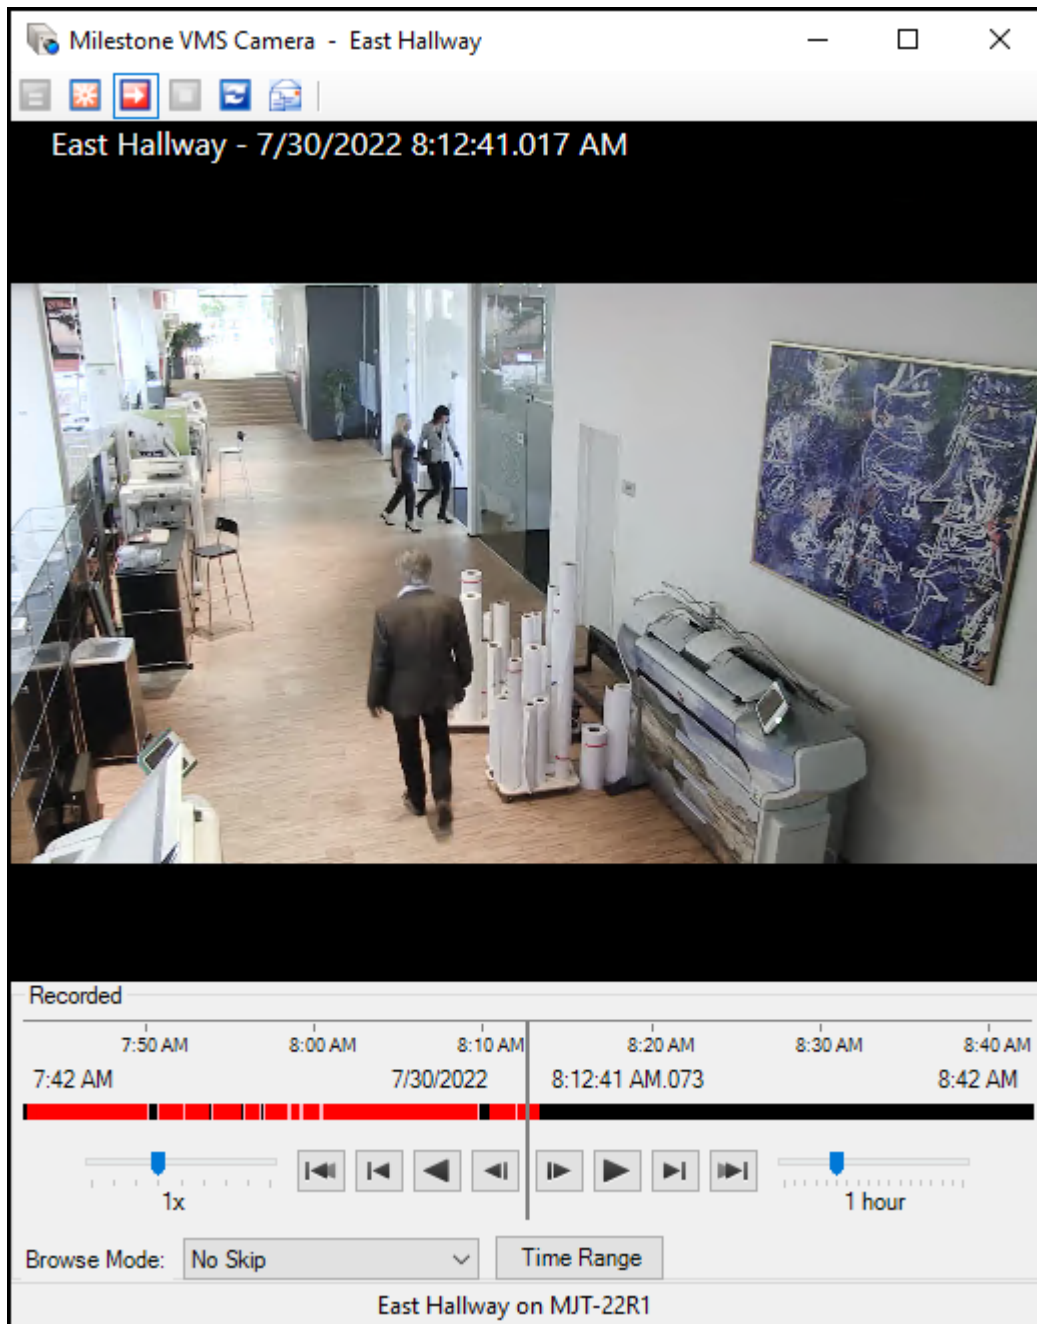 Milestone VMS Camera - East Hallway
East Hallway - 7/30/2022 8:12:41.017 AM
Recorded
7:50 AM 8:00 AM 8:10 AM 8:20 AM 8:30 AM 8:40 AM
7:42 AM 7/30/2022 8:12:41 AM.073 8:42 AM
1x 1 hour
Browse Mode: No Skip Time Range
East Hallway on MJT-22R1